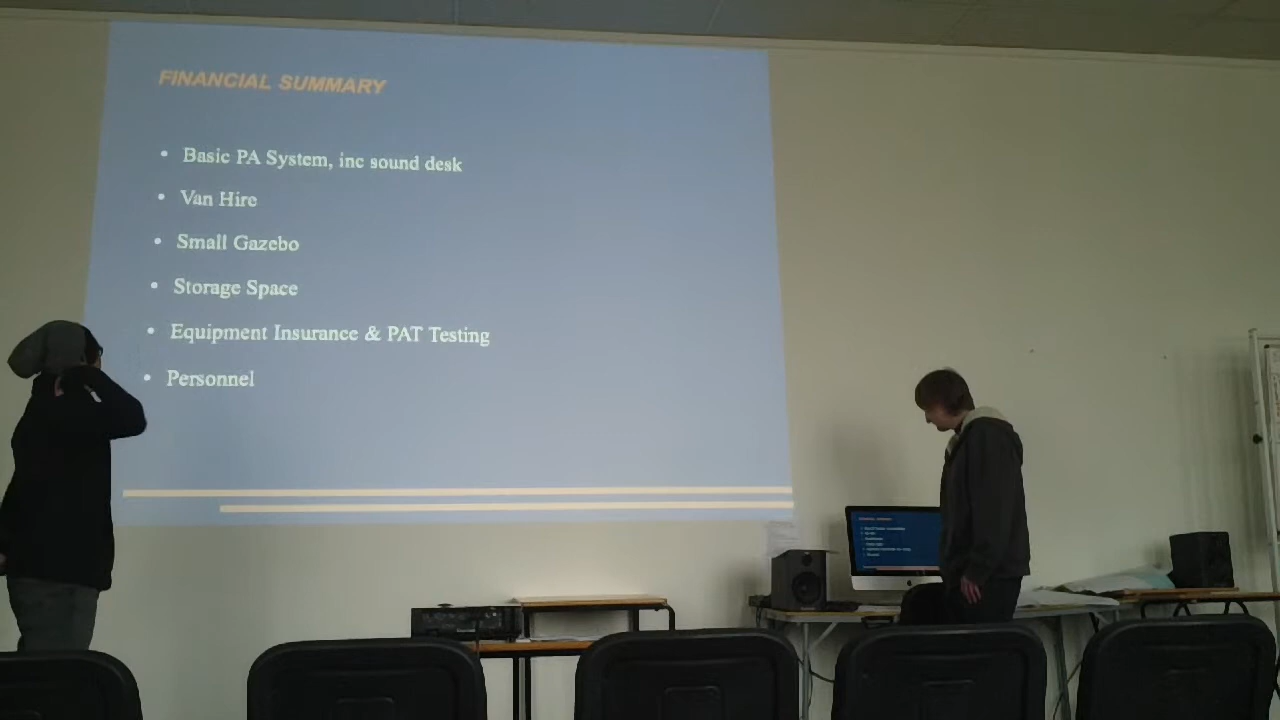 FINANCIAL SUMMARY
• Basic PA System, inc sound desk
• Van Hire
• Small Gazebo
• Storage Space
• Equipment Insurance & PAT Testing
• Personnel